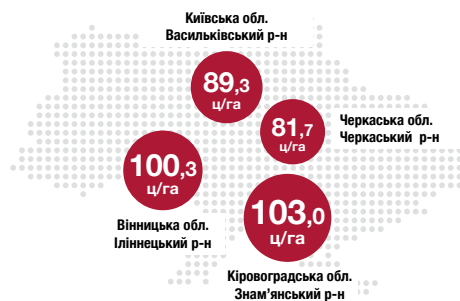 Київська обл.
Васильківський р-н
89,3
ц/га
81,7
ц/га
Черкаська обл.
Черкаський р-н
100,3
ц/га
Вінницька обл.
Іліннецький р-н
103,0
ц/га
Кіровоградська обл.
Знам’янський р-н